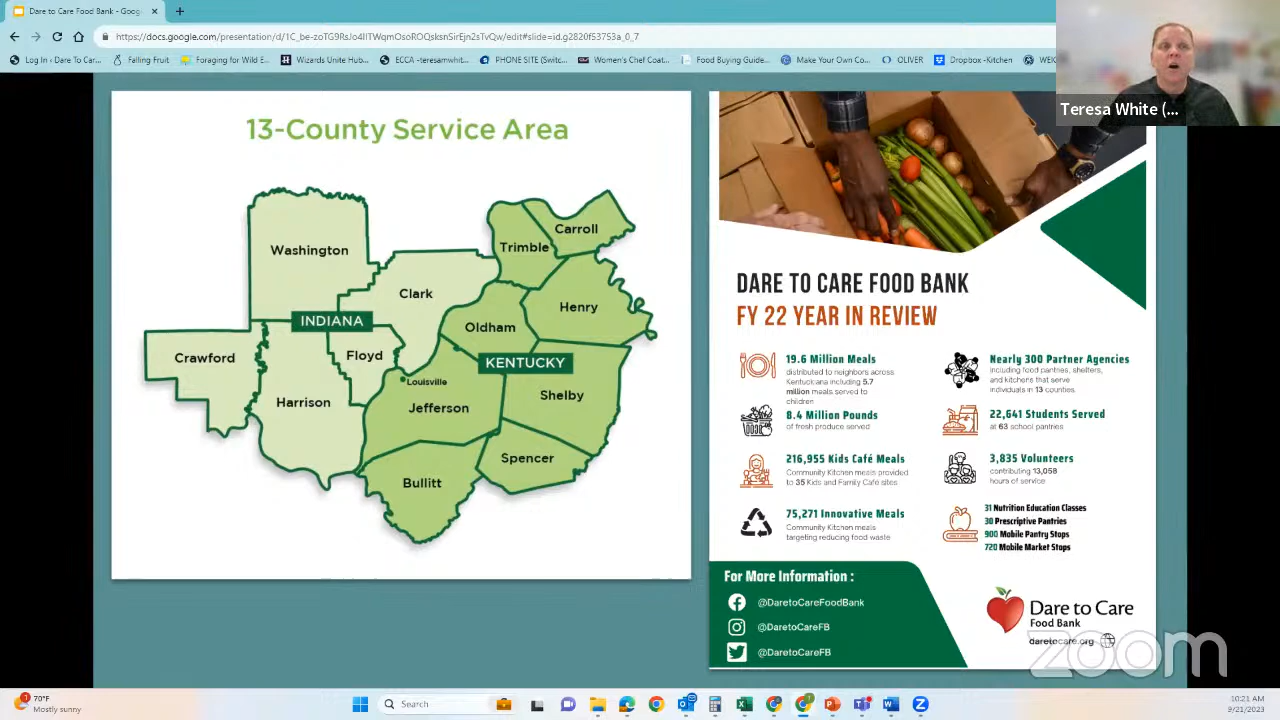 Dare to Care Food Bank - Goog
https://docs.google.com/presentation/d/1C_be-zoTG9RsJo4IITWqmOsoROQsksnSirEjn2sTvQw/edit#slide=id.g2820f53753a_0_7
Log In ‹ Dare To Car...
Falling Fruit
Foraging for Wild E...
Wizards Unite Hub...
ECCA -teresamwhit...
PHONE SITE (Switc...
Women's Chef Coat...
Food Buying Guide...
Make Your Own Co...
OLIVER
Dropbox - Kitchen
Teresa White (...
13-County Service Area
Washington
Carroll
Trimble
Clark
Henry
INDIANA
Oldham
Crawford
Floyd
KENTUCKY
Louisville
Harrison
Jefferson
Shelby
Spencer
Bullitt
DARE TO CARE FOOD BANK
FY 22 YEAR IN REVIEW
19.6 Million Meals
distributed to neighbors across
Kentuckiana including 5.7
million meals served to
children
8.4 Million Pounds
of fresh produce served
216,955 Kids Café Meals
Community Kitchen meals provided
to 35 Kids and Family Café sites
75,271 Innovative Meals
Community Kitchen meals
targeting reducing food waste
Nearly 300 Partner Agencies
including food pantries, shelters,
and kitchens that serve
individuals in 13 counties.
22,641 Students Served
at 63 school pantries
3,835 Volunteers
contributing 13,058
hours of service
31 Nutrition Education Classes
30 Prescriptive Pantries
900 Mobile Pantry Stops
720 Mobile Market Stops
For More Information :
@DaretoCareFoodBank
@DaretoCareFB
@DaretoCareFB
Dare to Care
Food Bank
daretocare.org
zoom
70°F
Mostly sunny
Search
10:21 AM
9/21/2023